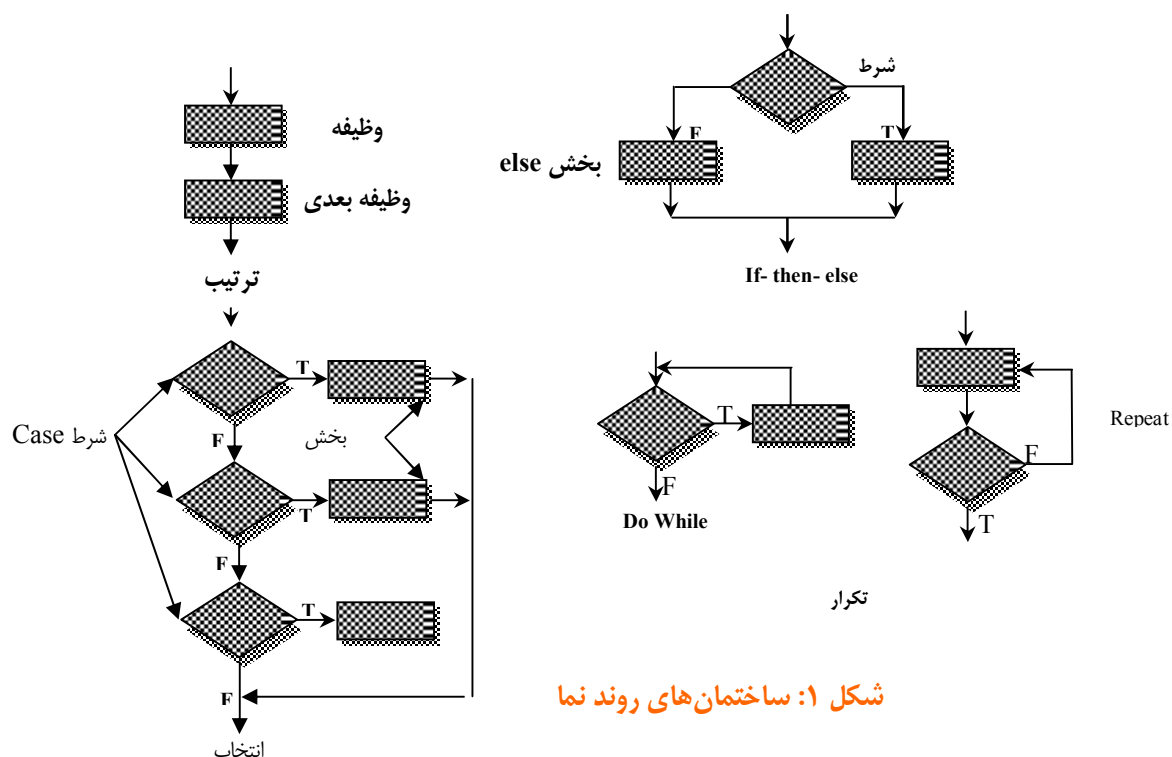 شرط
وظیفه
F
T
بخش else
وظیفه بعدی
If- then- else
ترتیب
T
T
F
Case شرط
بخش
F
T
Repeat
F
Do While
T
T
F
T
تکرار
F
شکل ۱: ساختمان‌های روند نما
انتخاب